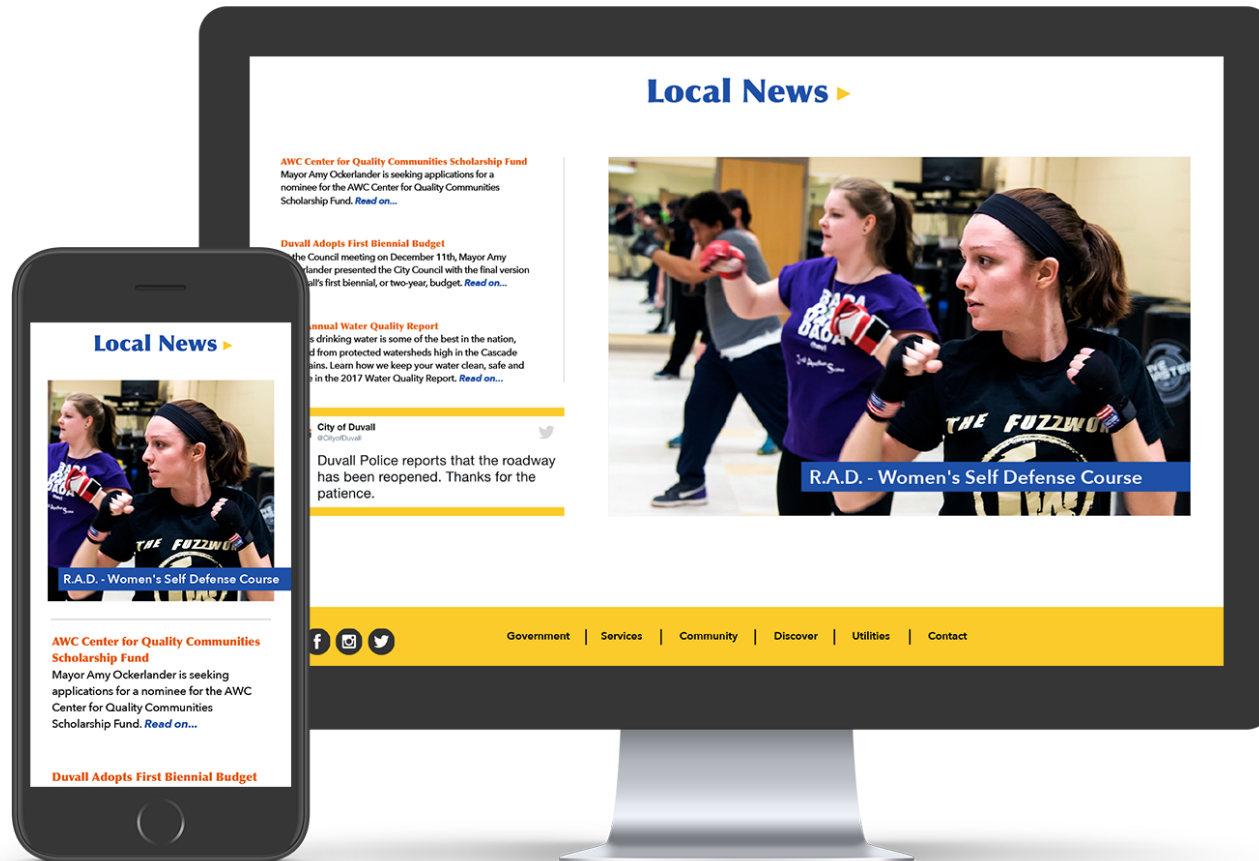 Local News
AWC Center for Quality Communities Scholarship Fund
Mayor Amy Ockerlander is seeking applications for a
nominee for the AWC Center for Quality Communities
Scholarship Fund. Read on...
Duvall Adopts First Biennial Budget
the Council meeting on December 11th, Mayor Amy
lander presented the City Council with the final version
all's first biennial, or two-year, budget. Read on...
Annual Water Quality Report
s drinking water is some of the best in the nation,
d from protected watersheds high in the Cascade
ains. Learn how we keep your water clean, safe and
e in the 2017 Water Quality Report. Read on...
City of Duvall
@CityofDuvall
Duvall Police reports that the roadway
has been reopened. Thanks for the
patience.
BADA
DADA
THE FUZZWO
R.A.D. - Women's Self Defense Course
Government | Services | Community | Discover | Utilities | Contact
Local News
DADA
THE FUZZWO
R.A.D. - Women's Self Defense Course
AWC Center for Quality Communities
Scholarship Fund
Mayor Amy Ockerlander is seeking
applications for a nominee for the AWC
Center for Quality Communities
Scholarship Fund. Read on...
Duvall Adopts First Biennial Budget